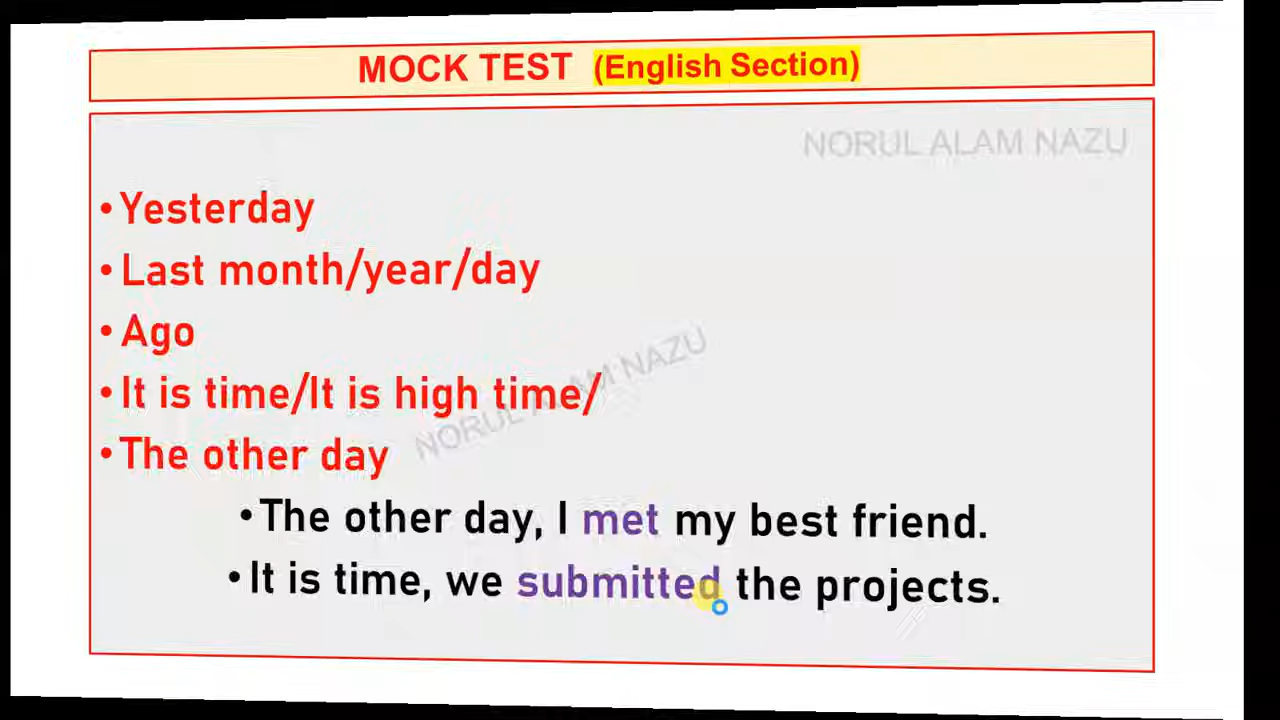 MOCK TEST (English Section)
NORUL ALAM NAZU
•Yesterday
•Last month/year/day
•Ago
•It is time/It is high time/
NORUL ALAM NAZU
•The other day
•The other day, I met my best friend.
•It is time, we submitted the projects.